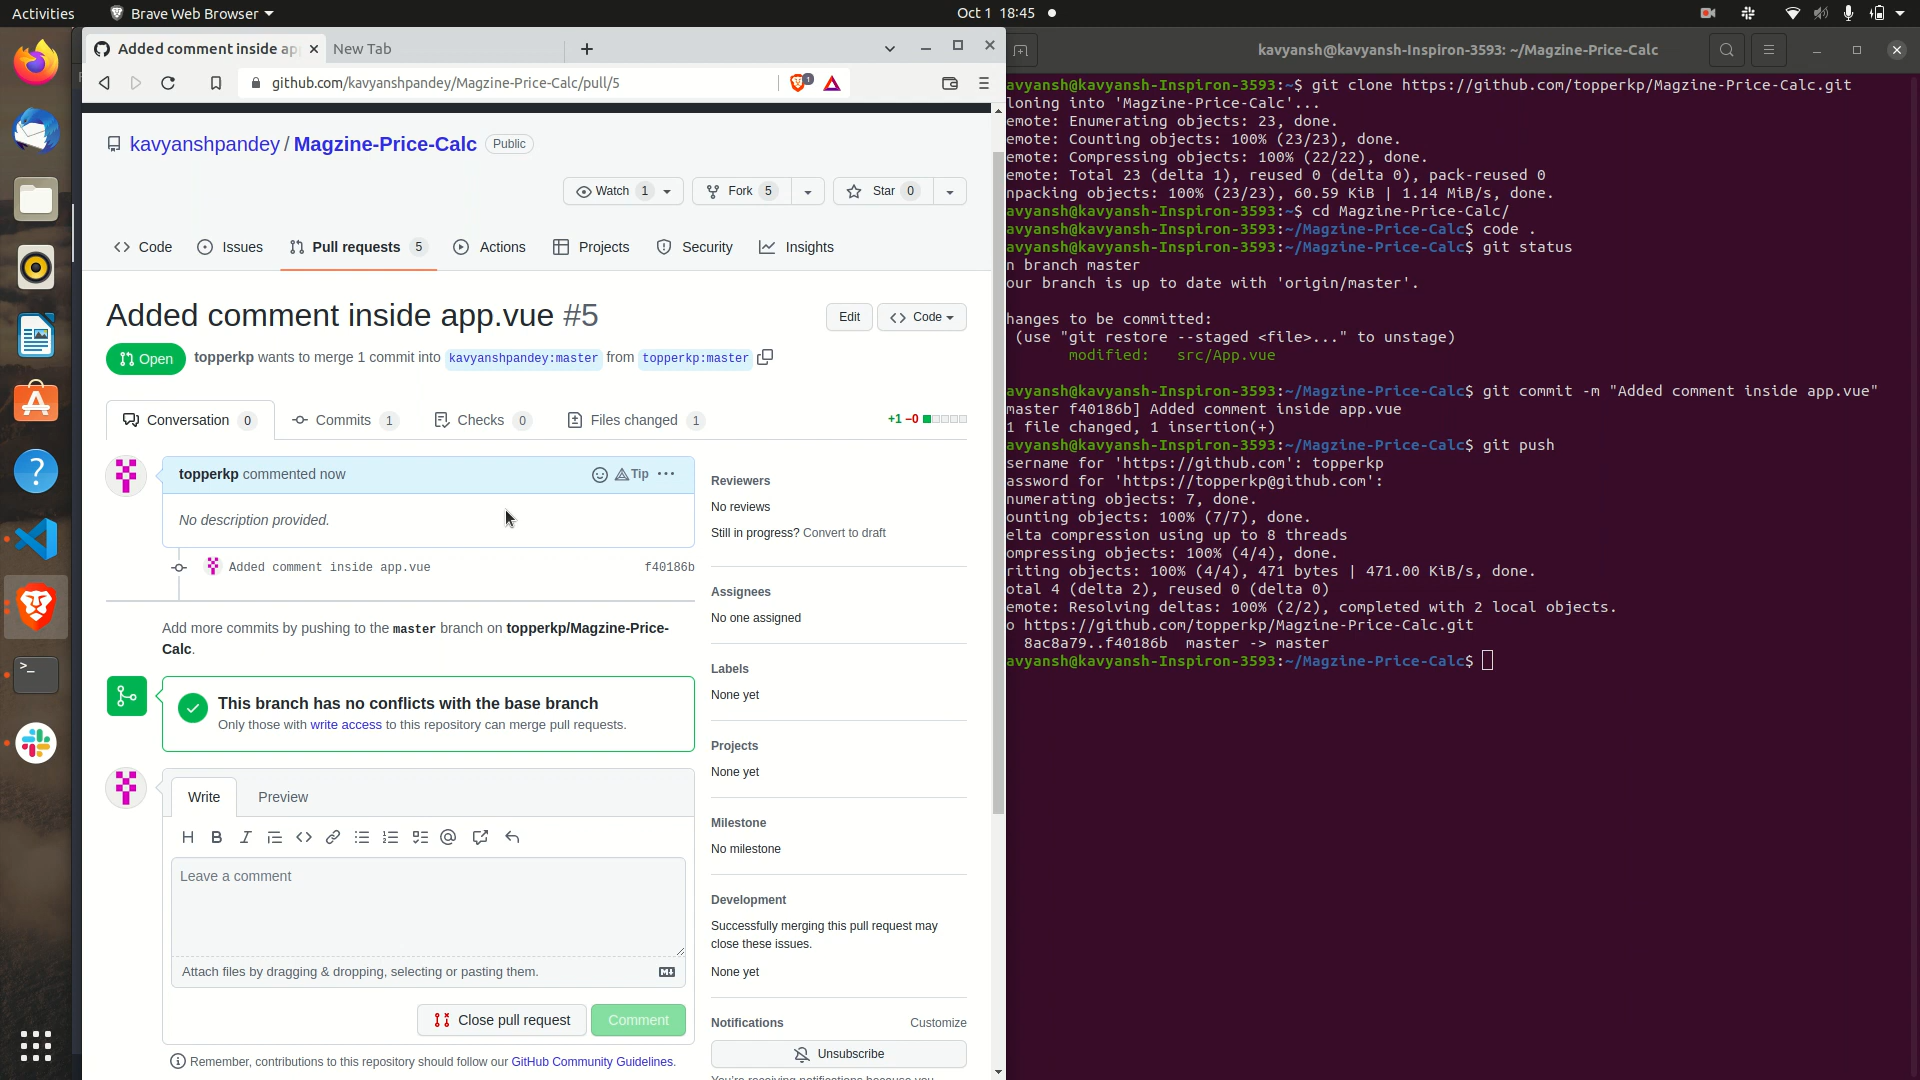 Activities
Brave Web Browser
Oct 1 18:45
Added comment inside ap
New Tab
github.com/kavyanshpandey/Magzine-Price-Calc/pull/5
1
kavyanshpandey / Magzine-Price-Calc Public
Watch 1
Fork 5
Star 0
Code
Issues
Pull requests 5
Actions
Projects
Security
Insights
Added comment inside app.vue #5
Edit
Code
Open
topperkp wants to merge 1 commit into kavyanshpandey:master from topperkp:master
Conversation 0
Commits 1
Checks 0
Files changed 1
+1 −0
topperkp commented now
Tip
No description provided.
Added comment inside app.vue
f40186b
Add more commits by pushing to the master branch on topperkp/Magzine-Price-
Calc.
This branch has no conflicts with the base branch
Only those with write access to this repository can merge pull requests.
Write
Preview
Leave a comment
Attach files by dragging & dropping, selecting or pasting them.
Close pull request
Comment
Remember, contributions to this repository should follow our GitHub Community Guidelines.
Reviewers
No reviews
Still in progress? Convert to draft
Assignees
No one assigned
Labels
None yet
Projects
None yet
Milestone
No milestone
Development
Successfully merging this pull request may
close these issues.
None yet
Notifications
Customize
Unsubscribe
You're receiving notifications because you
kavyansh@kavyansh-Inspiron-3593: ~/Magzine-Price-Calc
avyansh@kavyansh-Inspiron-3593:~$ git clone https://github.com/topperkp/Magzine-Price-Calc.git
loning into 'Magzine-Price-Calc'...
emote: Enumerating objects: 23, done.
emote: Counting objects: 100% (23/23), done.
emote: Compressing objects: 100% (22/22), done.
emote: Total 23 (delta 1), reused 0 (delta 0), pack-reused 0
npacking objects: 100% (23/23), 60.59 KiB | 1.14 MiB/s, done.
avyansh@kavyansh-Inspiron-3593:~$ cd Magzine-Price-Calc/
avyansh@kavyansh-Inspiron-3593:~/Magzine-Price-Calc$ code .
avyansh@kavyansh-Inspiron-3593:~/Magzine-Price-Calc$ git status
n branch master
our branch is up to date with 'origin/master'.
hanges to be committed:
(use "git restore --staged <file>..." to unstage)
modified:   src/App.vue
avyansh@kavyansh-Inspiron-3593:~/Magzine-Price-Calc$ git commit -m "Added comment inside app.vue"
master f40186b] Added comment inside app.vue
1 file changed, 1 insertion(+)
avyansh@kavyansh-Inspiron-3593:~/Magzine-Price-Calc$ git push
sername for 'https://github.com': topperkp
assword for 'https://topperkp@github.com':
numerating objects: 7, done.
ounting objects: 100% (7/7), done.
elta compression using up to 8 threads
ompressing objects: 100% (4/4), done.
riting objects: 100% (4/4), 471 bytes | 471.00 KiB/s, done.
otal 4 (delta 2), reused 0 (delta 0)
emote: Resolving deltas: 100% (2/2), completed with 2 local objects.
o https://github.com/topperkp/Magzine-Price-Calc.git
8ac8a79..f40186b  master -> master
avyansh@kavyansh-Inspiron-3593:~/Magzine-Price-Calc$